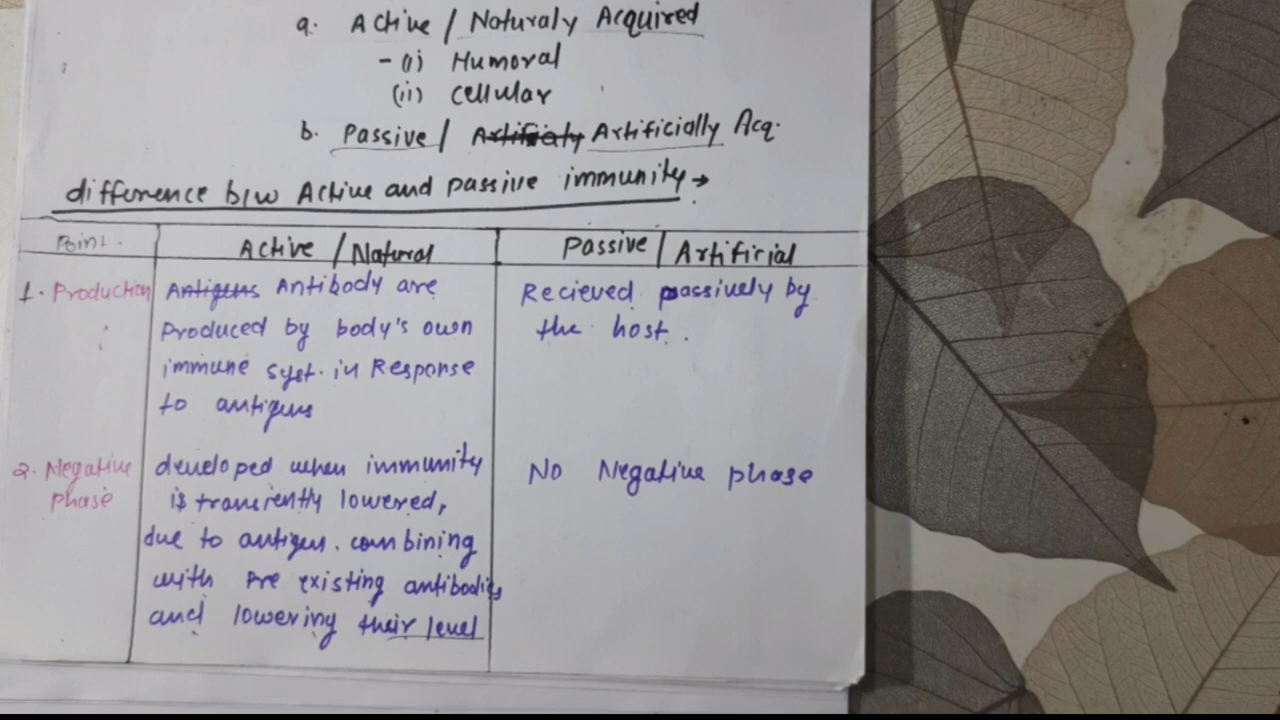 a. Active / Naturaly Acquired
- (i) Humoral
(ii) cellular
b. Passive / Artificialy Artificially Acq.
difference b/w Active and passive immunity →
Point. Active / Natural Passive / Artificial
1. Production Antigens Antibody are Recieved passively by
produced by body's own the host.
immune syst. in Response
to antigens
2. Negative developed when immunity No Negative phase
phase is transiently lowered,
due to antigen. combining
with Pre existing antibodies
and lowering their level